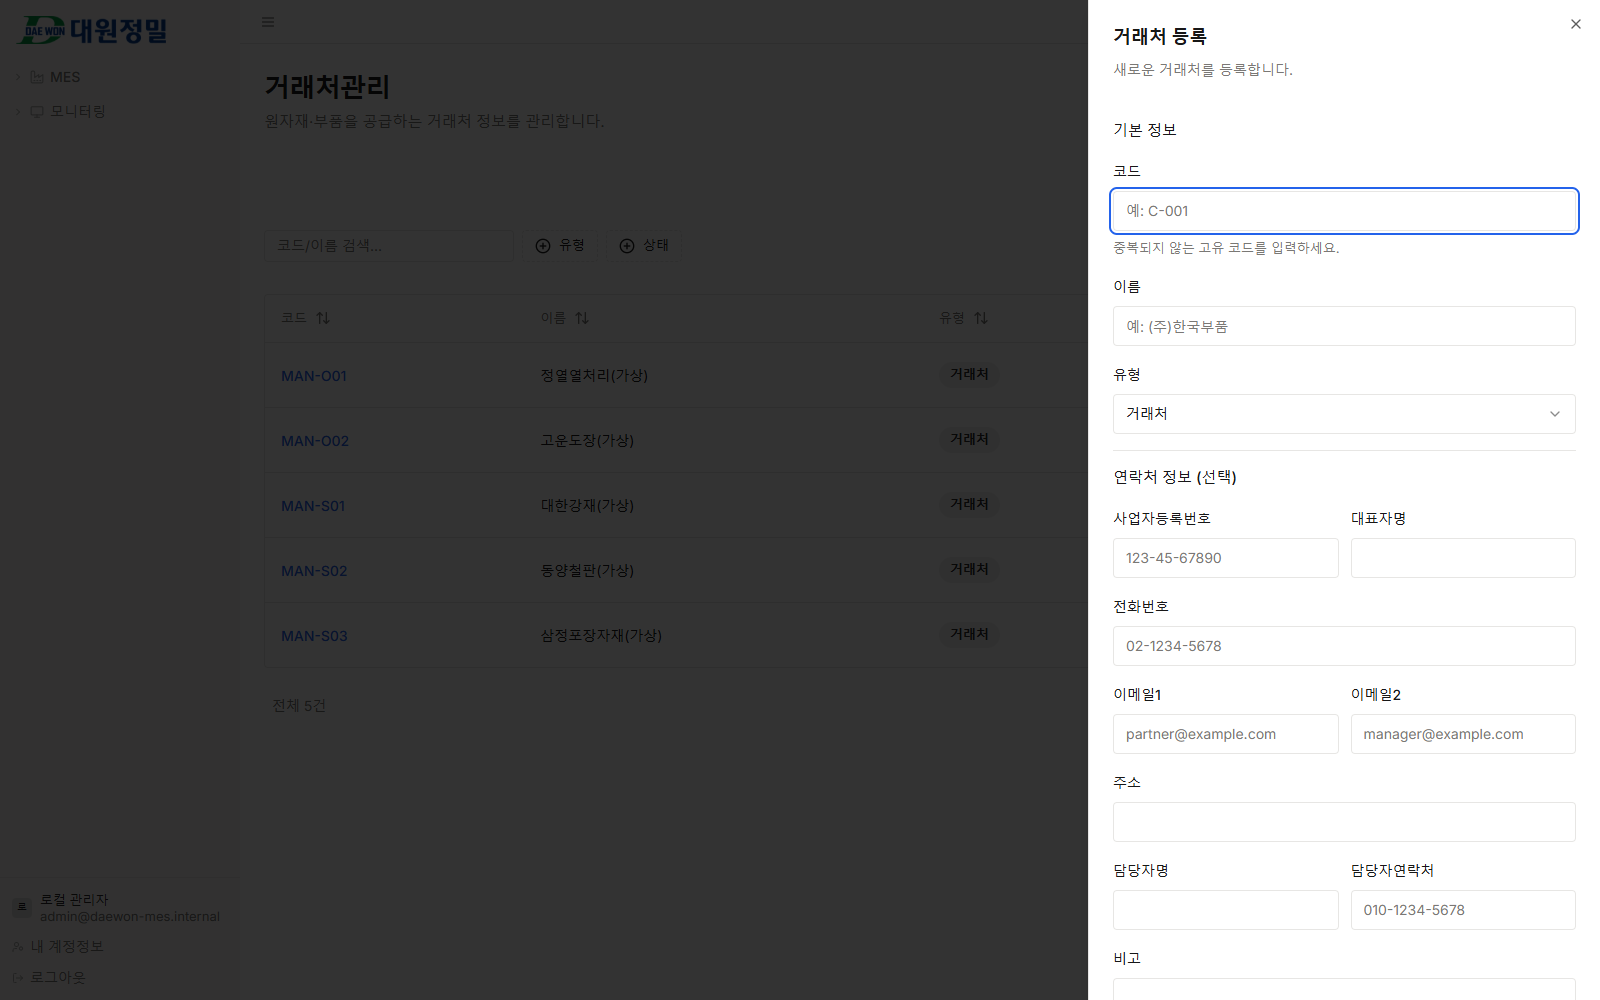 DAE WON 대원정밀
MES
모니터링
로컬 관리자
admin@daewon-mes.internal
내 계정정보
로그아웃
거래처관리
원자재·부품을 공급하는 거래처 정보를 관리합니다.
코드/이름 검색...
유형
상태
코드 이름 유형
MAN-O01 정열열처리(가상) 거래처
MAN-O02 고운도장(가상) 거래처
MAN-S01 대한강재(가상) 거래처
MAN-S02 동양철판(가상) 거래처
MAN-S03 삼정포장자재(가상) 거래처
전체 5건
거래처 등록
새로운 거래처를 등록합니다.
기본 정보
코드
예: C-001
중복되지 않는 고유 코드를 입력하세요.
이름
예: (주)한국부품
유형
거래처
연락처 정보 (선택)
사업자등록번호 대표자명
123-45-67890
전화번호
02-1234-5678
이메일1 이메일2
partner@example.com manager@example.com
주소
담당자명 담당자연락처
010-1234-5678
비고